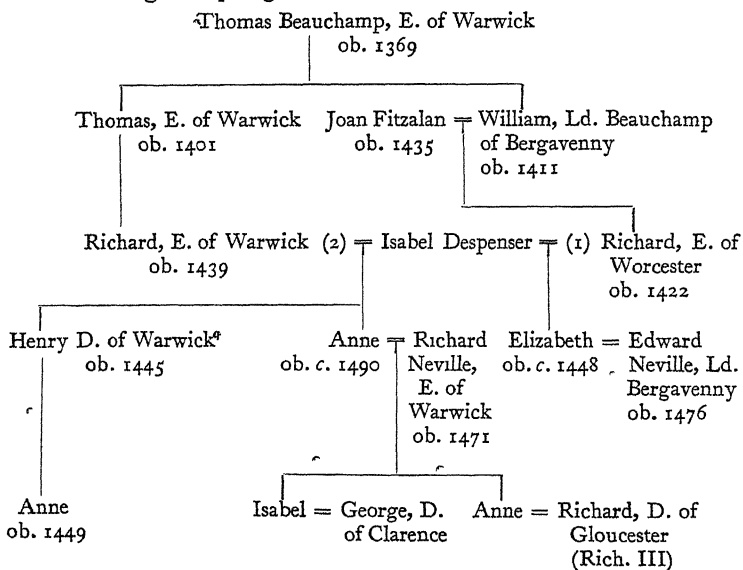 Thomas Beauchamp, E. of Warwick
ob. 1369
Thomas, E. of Warwick
ob. 1401
Joan Fitzalan = William, Ld. Beauchamp
ob. 1435
of Bergavenny
ob. 1411
Richard, E. of Warwick (2) = Isabel Despenser = (1) Richard, E. of
ob. 1439
Worcester
ob. 1422
Henry D. of Warwick
ob. 1445
Anne = Richard
ob. c. 1490
Neville,
E. of
Warwick
ob. 1471
Elizabeth = Edward
ob. c. 1448
Neville, Ld.
Bergavenny
ob. 1476
Anne
ob. 1449
Isabel = George, D.
of Clarence
Anne = Richard, D. of
Gloucester
(Rich. III)